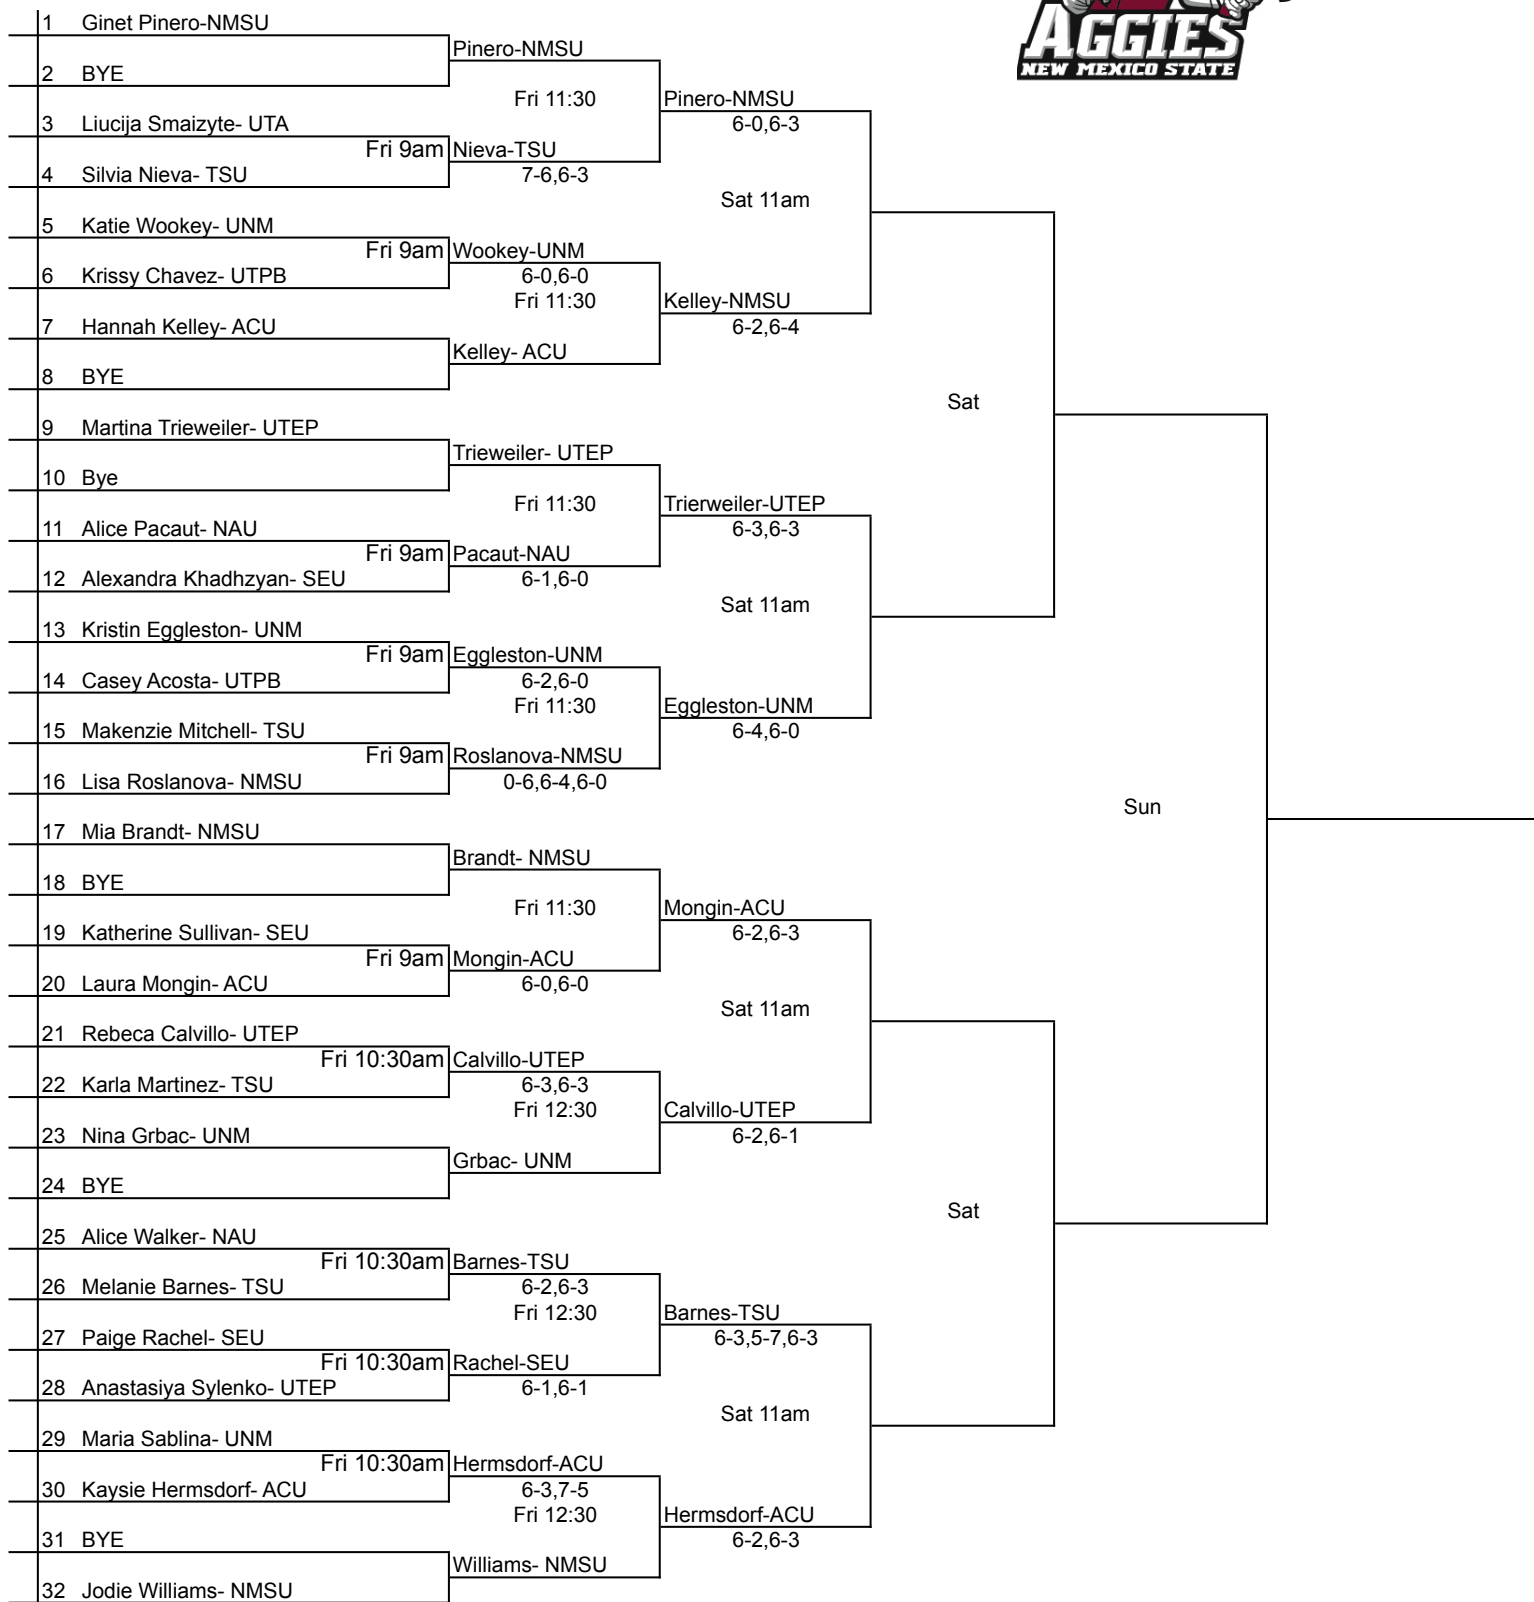 AGGIES
NEW MEXICO STATE
1 Ginet Pinero-NMSU
Pinero-NMSU
2 BYE
Fri 11:30
Pinero-NMSU
6-0,6-3
3 Liucija Smaizyte- UTA
Fri 9am
Nieva-TSU
7-6,6-3
4 Silvia Nieva- TSU
Sat 11am
5 Katie Wookey- UNM
Fri 9am
Wookey-UNM
6-0,6-0
6 Krissy Chavez- UTPB
Fri 11:30
Kelley-NMSU
6-2,6-4
7 Hannah Kelley- ACU
Kelley- ACU
8 BYE
Sat
9 Martina Trieweiler- UTEP
Trieweiler- UTEP
10 Bye
Fri 11:30
Trierweiler-UTEP
6-3,6-3
11 Alice Pacaut- NAU
Fri 9am
Pacaut-NAU
6-1,6-0
12 Alexandra Khadhzyan- SEU
Sat 11am
13 Kristin Eggleston- UNM
Fri 9am
Eggleston-UNM
6-2,6-0
14 Casey Acosta- UTPB
Fri 11:30
Eggleston-UNM
6-4,6-0
15 Makenzie Mitchell- TSU
Fri 9am
Roslanova-NMSU
0-6,6-4,6-0
16 Lisa Roslanova- NMSU
Sun
17 Mia Brandt- NMSU
Brandt- NMSU
18 BYE
Fri 11:30
Mongin-ACU
6-2,6-3
19 Katherine Sullivan- SEU
Fri 9am
Mongin-ACU
6-0,6-0
20 Laura Mongin- ACU
Sat 11am
21 Rebeca Calvillo- UTEP
Fri 10:30am
Calvillo-UTEP
6-3,6-3
22 Karla Martinez- TSU
Fri 12:30
Calvillo-UTEP
6-2,6-1
23 Nina Grbac- UNM
Grbac- UNM
24 BYE
Sat
25 Alice Walker- NAU
Fri 10:30am
Barnes-TSU
6-2,6-3
26 Melanie Barnes- TSU
Fri 12:30
Barnes-TSU
6-3,5-7,6-3
27 Paige Rachel- SEU
Fri 10:30am
Rachel-SEU
6-1,6-1
28 Anastasiya Sylenko- UTEP
Sat 11am
29 Maria Sablina- UNM
Fri 10:30am
Hermsdorf-ACU
6-3,7-5
30 Kaysie Hermsdorf- ACU
Fri 12:30
Hermsdorf-ACU
6-2,6-3
31 BYE
Williams- NMSU
32 Jodie Williams- NMSU